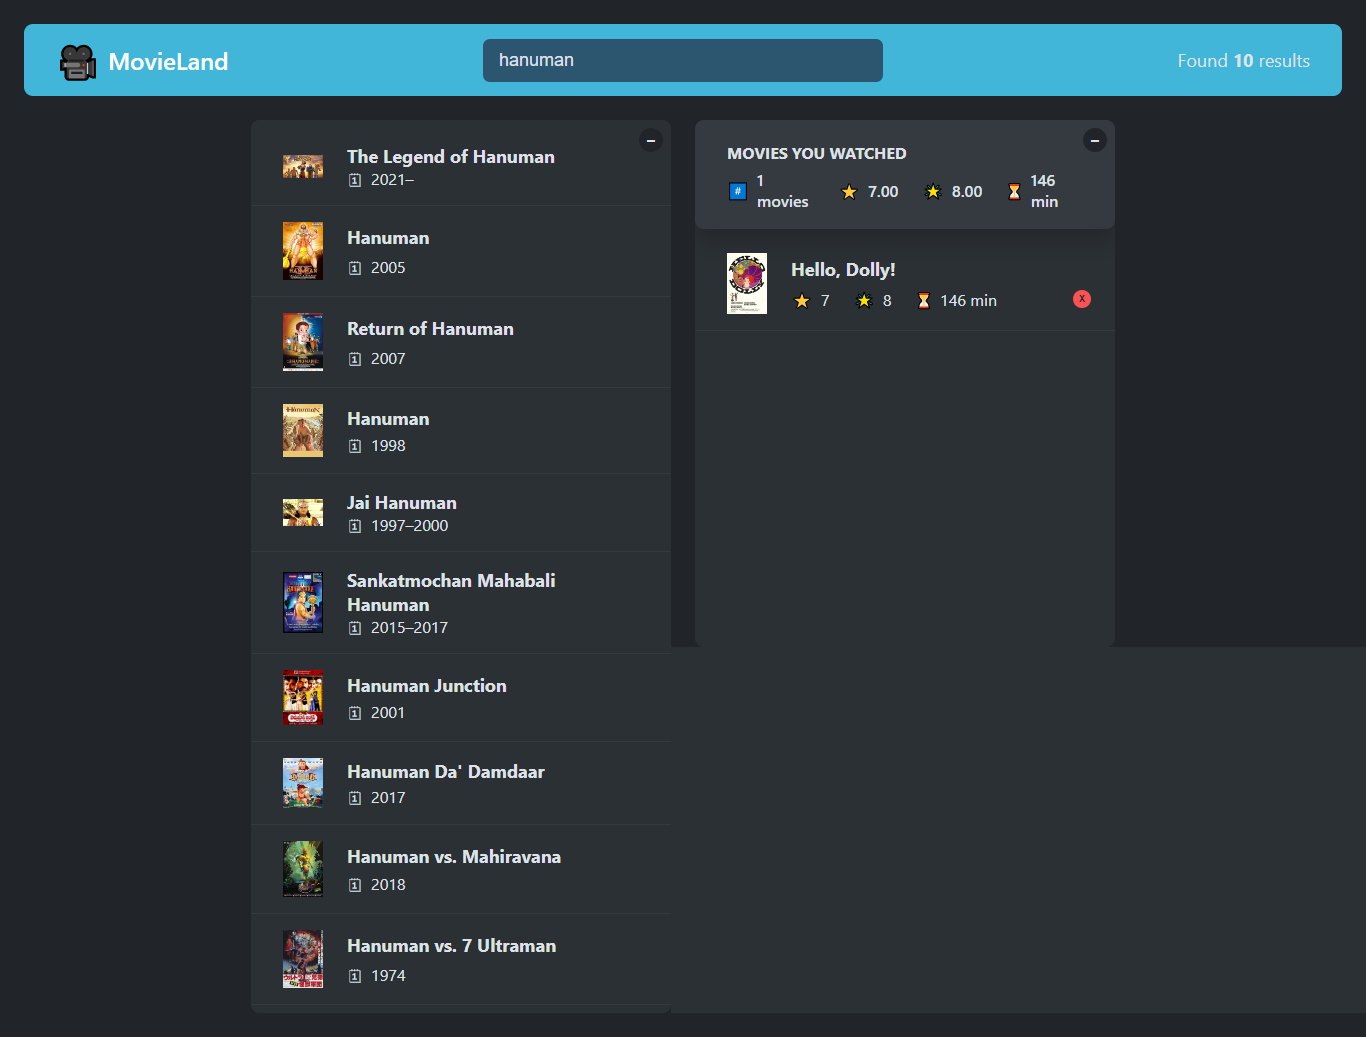 MovieLand
hanuman
Found 10 results
–
The Legend of Hanuman
2021–
Hanuman
2005
Return of Hanuman
2007
Hanuman
1998
Jai Hanuman
1997–2000
Sankatmochan Mahabali
Hanuman
2015–2017
Hanuman Junction
2001
Hanuman Da' Damdaar
2017
Hanuman vs. Mahiravana
2018
Hanuman vs. 7 Ultraman
1974
–
MOVIES YOU WATCHED
# 1 movies 7.00 8.00 146 min
Hello, Dolly!
7 8 146 min X